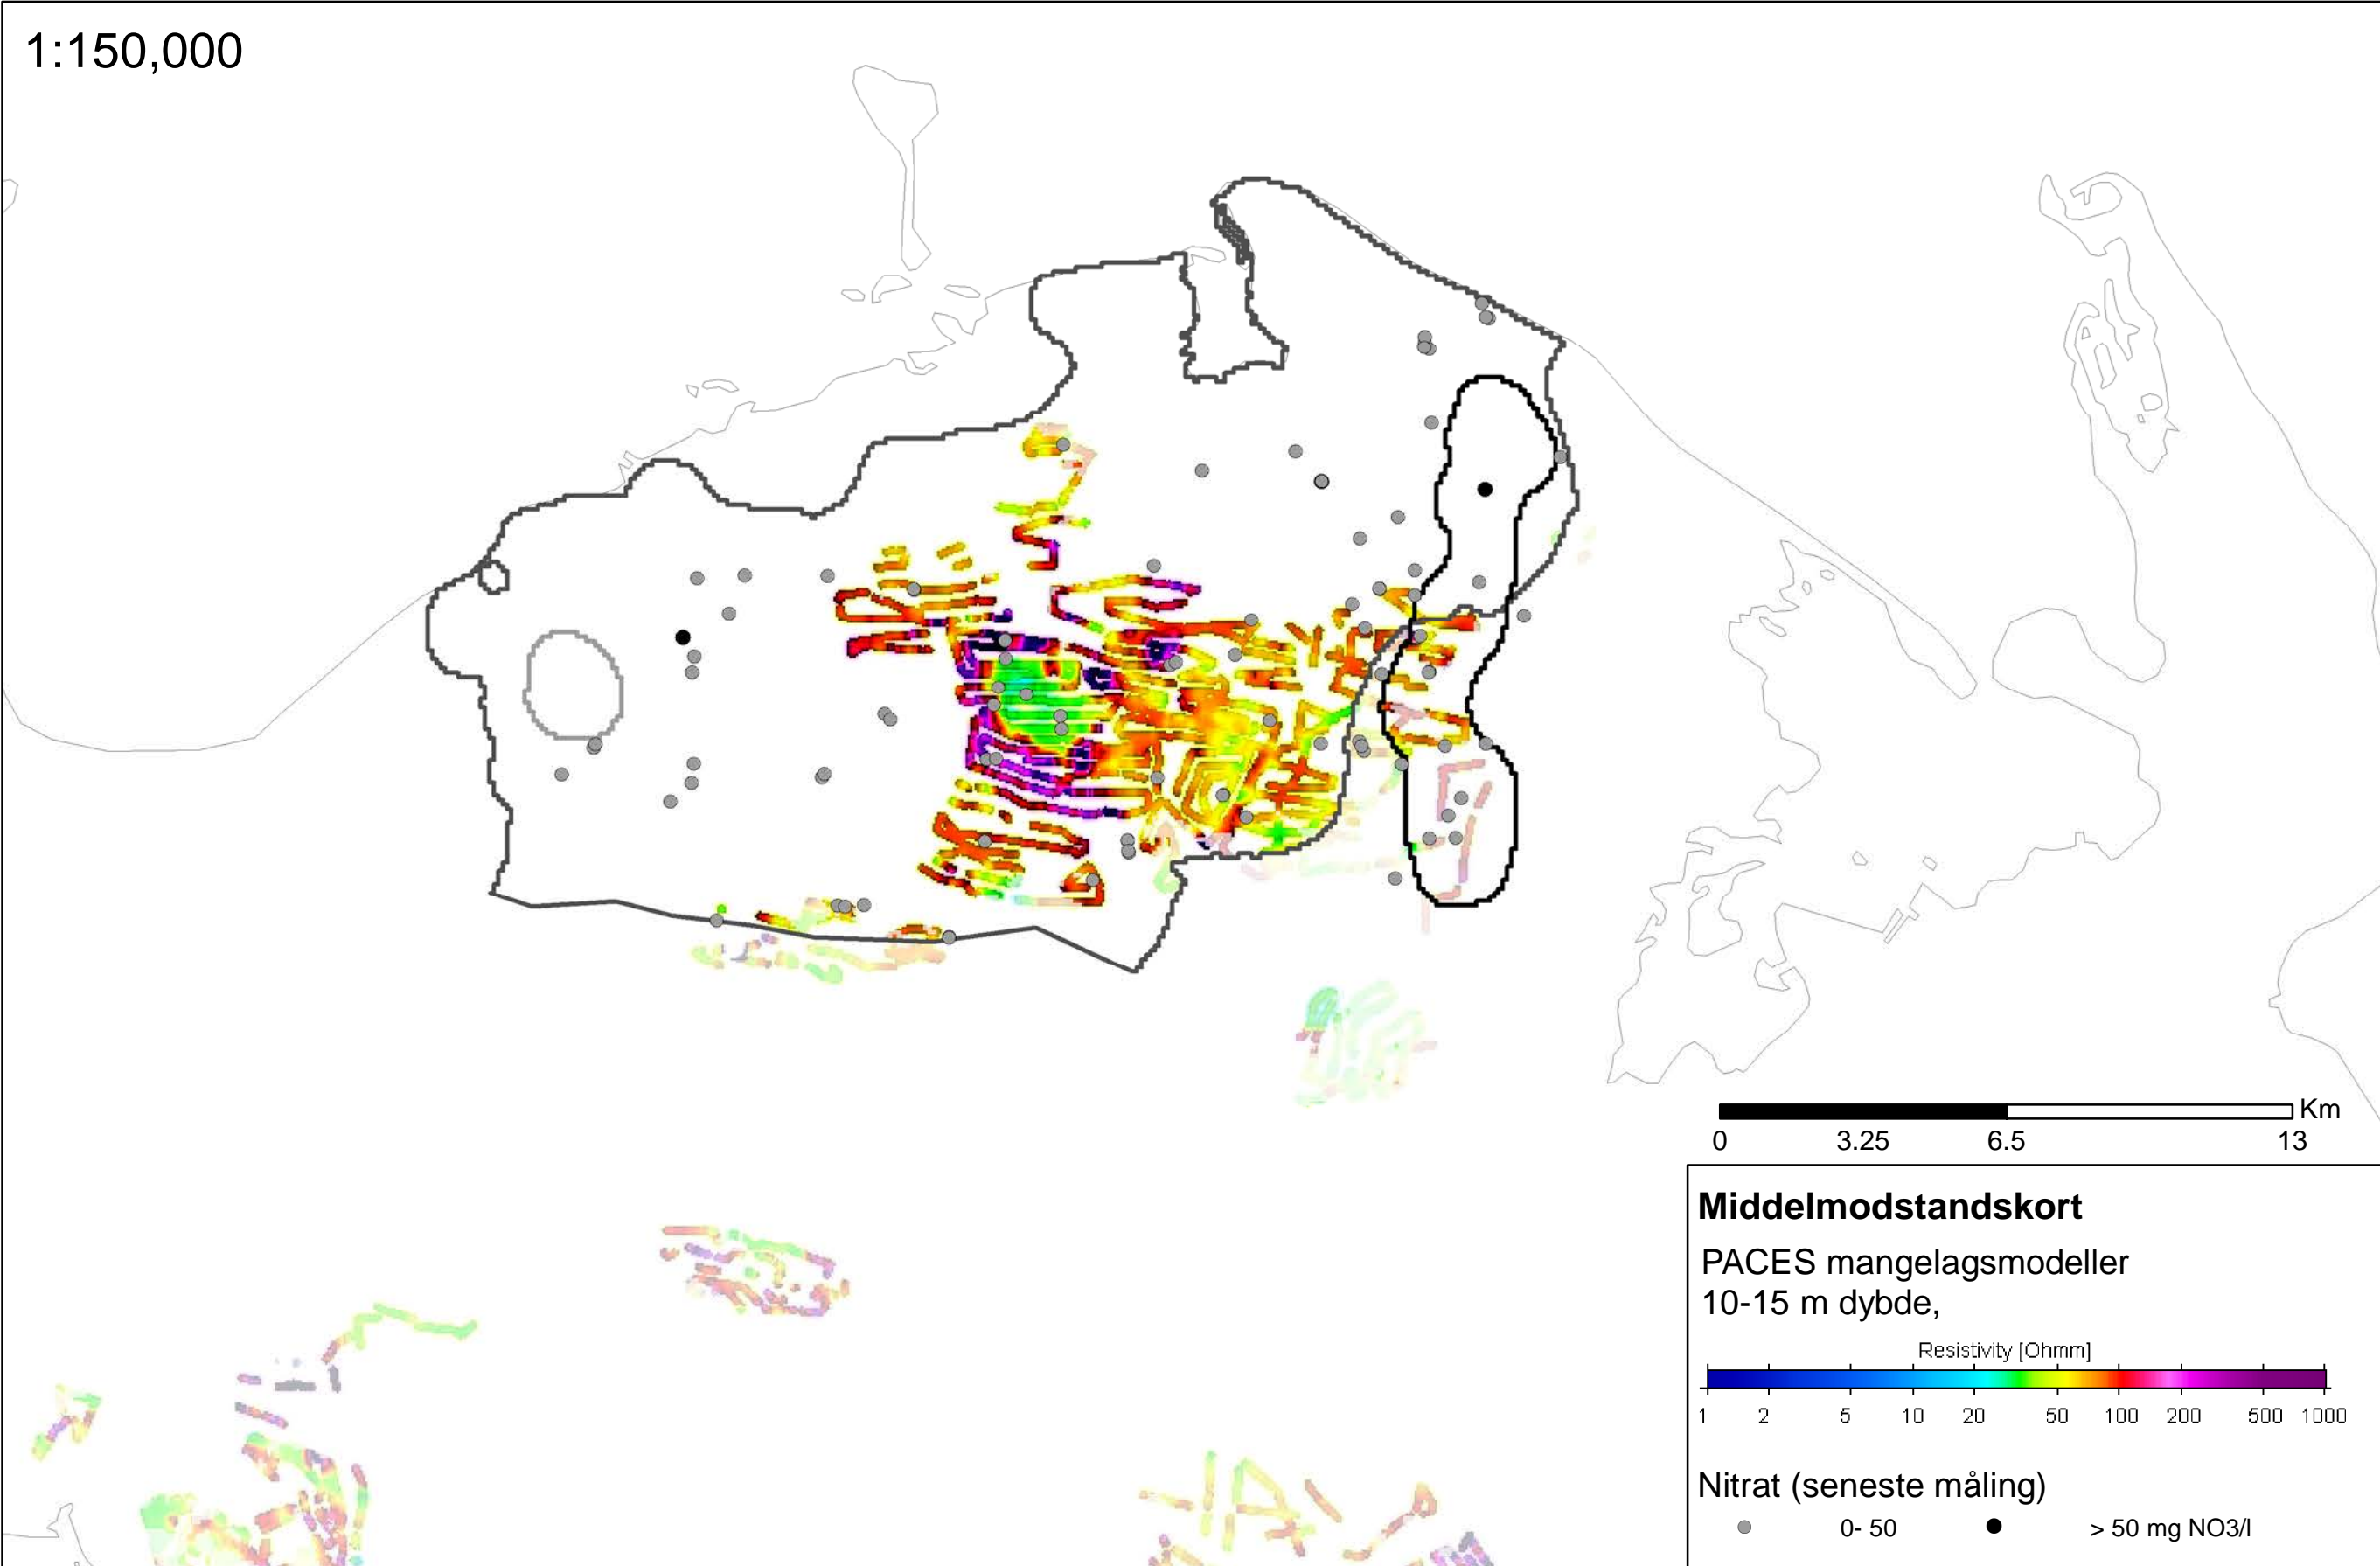 1:150,000
Km
0 3.25 6.5 13
Middelmodstandskort
PACES mangelagsmodeller
10-15 m dybde,
Resistivity [Ohmm]
1 2 5 10 20 50 100 200 500 1000
Nitrat (seneste måling)
0- 50 > 50 mg NO3/l